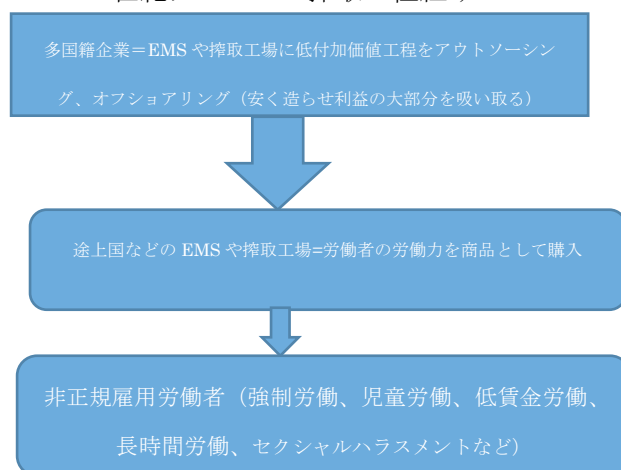 多国籍企業＝EMSや搾取工場に低付加価値工程をアウトソーシン
グ、オフショアリング（安く造らせ利益の大部分を吸い取る）
途上国などのEMSや搾取工場=労働者の労働力を商品として購入
非正規雇用労働者（強制労働、児童労働、低賃金労働、
長時間労働、セクシャルハラスメントなど）